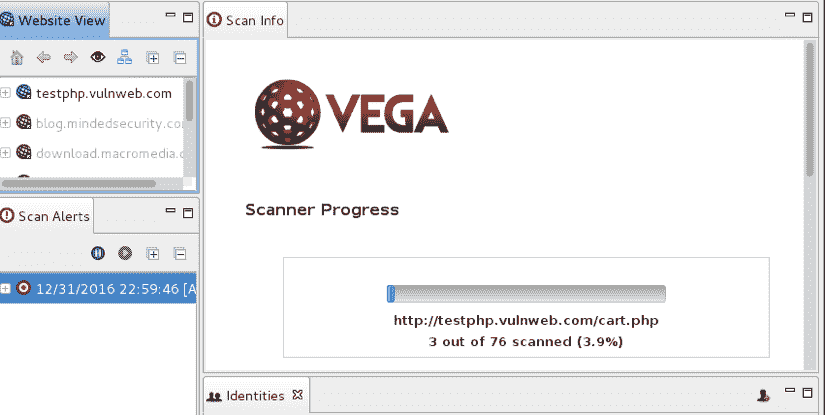 Website View
testphp.vulnweb.com
blog.mindedsecurity.co
download.macromedia.
Scan Alerts
12/31/2016 22:59:46 [A
Scan Info
VEGA
Scanner Progress
http://testphp.vulnweb.com/cart.php
3 out of 76 scanned (3.9%)
Identities